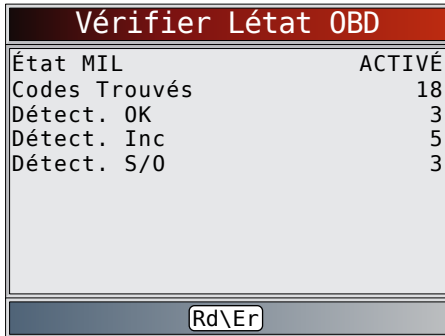 Vérifier Létat OBD
État MIL ACTIVÉ
Codes Trouvés 18
Détect. OK 3
Détect. Inc 5
Détect. S/O 3
Rd\Er